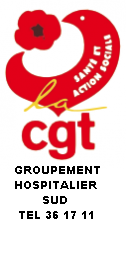 SANTÉ ET
ACTION SOCIALE
la
cgt
GROUPEMENT
HOSPITALIER
SUD
TEL 36 17 11